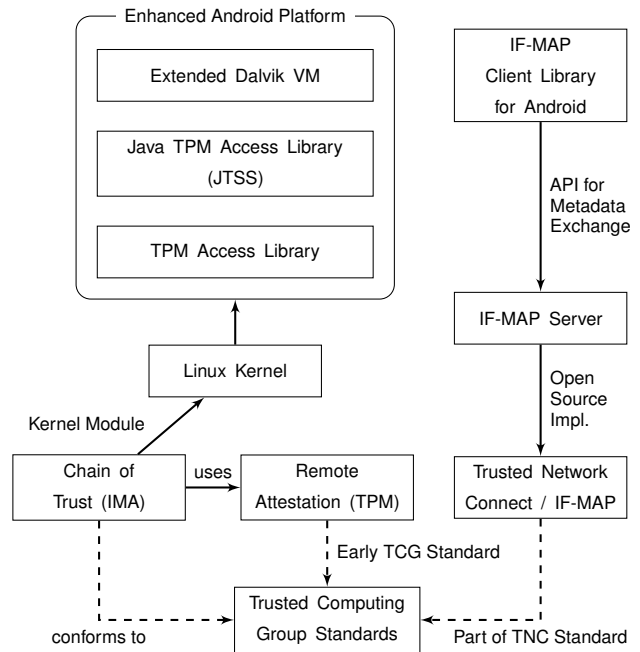 Enhanced Android Platform
Extended Dalvik VM
Java TPM Access Library
(JTSS)
TPM Access Library
IF-MAP
Client Library
for Android
API for
Metadata
Exchange
IF-MAP Server
Linux Kernel
Open
Source
Impl.
Kernel Module
Chain of
Trust (IMA)
uses
Remote
Attestation (TPM)
Trusted Network
Connect / IF-MAP
Early TCG Standard
Trusted Computing
Group Standards
conforms to
Part of TNC Standard